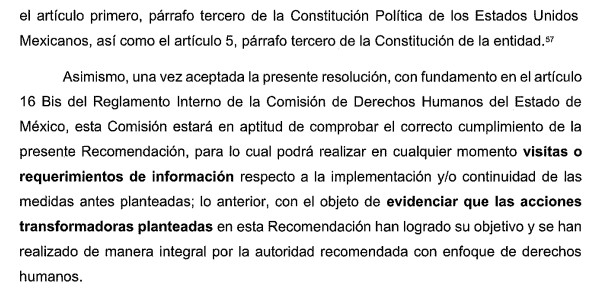 el artículo primero, párrafo tercero de la Constitución Política de los Estados Unidos
Mexicanos, así como el artículo 5, párrafo tercero de la Constitución de la entidad.⁵⁷
Asimismo, una vez aceptada la presente resolución, con fundamento en el artículo
16 Bis del Reglamento Interno de la Comisión de Derechos Humanos del Estado de
México, esta Comisión estará en aptitud de comprobar el correcto cumplimiento de la
presente Recomendación, para lo cual podrá realizar en cualquier momento visitas o
requerimientos de información respecto a la implementación y/o continuidad de las
medidas antes planteadas; lo anterior, con el objeto de evidenciar que las acciones
transformadoras planteadas en esta Recomendación han logrado su objetivo y se han
realizado de manera integral por la autoridad recomendada con enfoque de derechos
humanos.